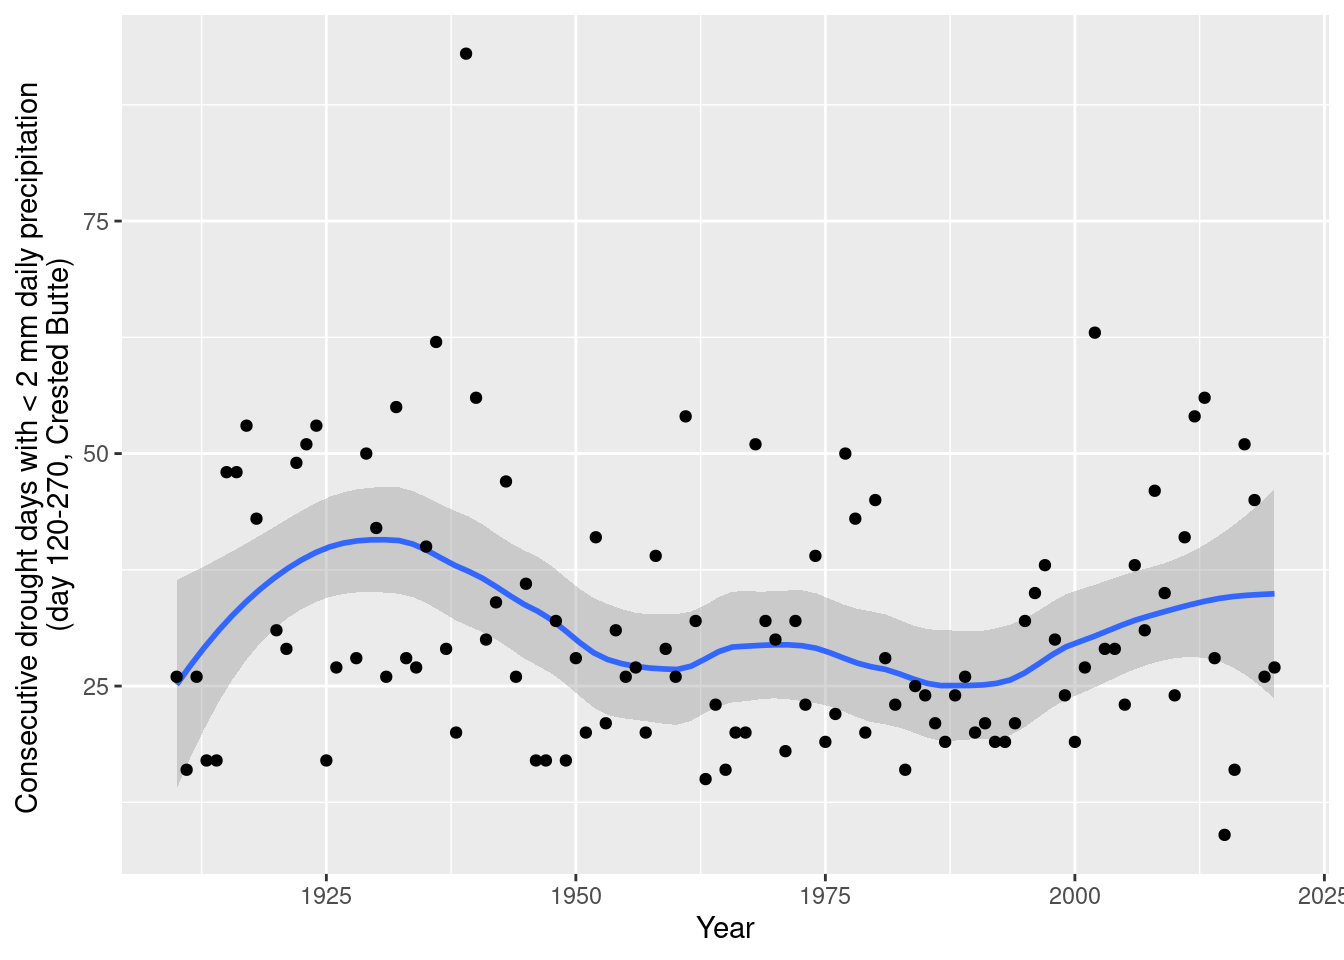 Consecutive drought days with < 2 mm daily precipitation
(day 120-270, Crested Butte)
75
50
25
1925
1950
1975
2000
2025
Year